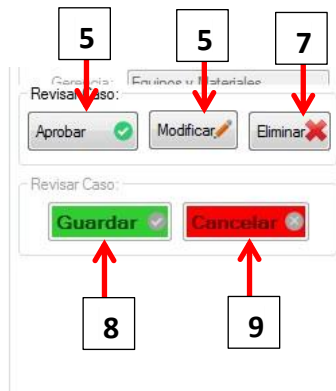 5 5 7
Gerencia: Equipos y Materiales
Revisar Caso:
Aprobar Modificar Eliminar
Revisar Caso:
Guardar Cancelar
8 9